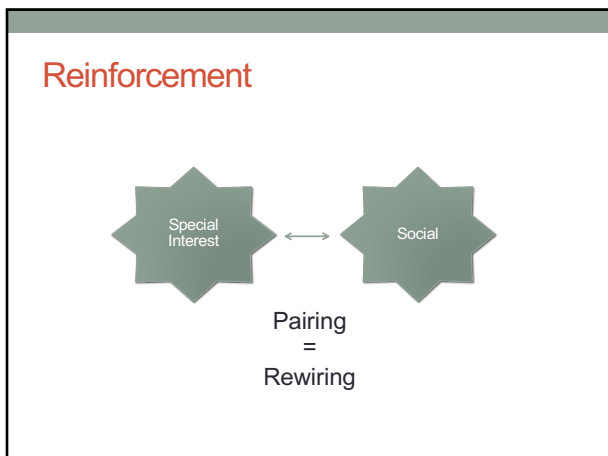 Reinforcement
Special
Interest
Social
Pairing
=
Rewiring